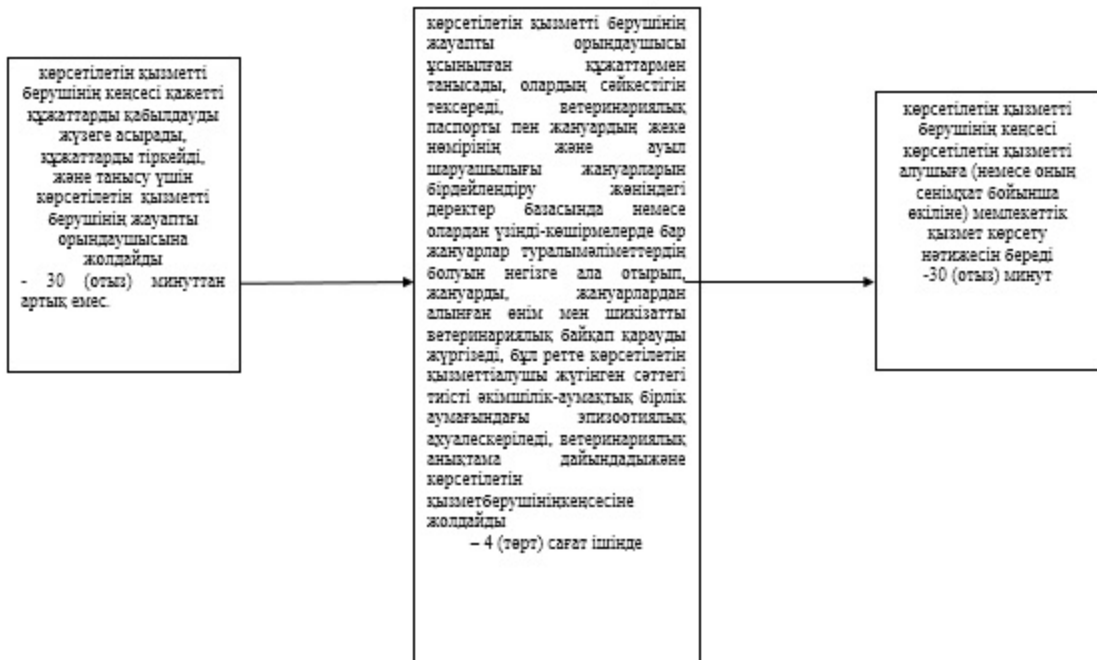 көрсетілетін қызметті
берушінің кеңсесі қажетті
құжаттарды қабылдауды
жүзеге асырады,
құжаттарды тіркейді,
және танысу үшін
көрсетілетін қызметті
берушінің жауапты
орындаушысына
жолдайды
- 30 (отыз) минуттан
артық емес.
көрсетілетін қызметті берушінің
жауапты орындаушысы
ұсынылған құжаттармен
танысады, олардың сәйкестігін
тексереді, ветеринариялық
паспорты пен жануардың жеке
нөмірінің және ауыл
шаруашылығы жануарларын
бірдейлендіру жөніндегі
деректер базасында немесе
олардан үзінді-көшірмелерде бар
жануарлар туралымәліметтердің
болуын негізге ала отырып,
жануарды, жануарлардан
алынған өнім мен шикізатты
ветеринариялық байқап қарауды
жүргізеді, бұл ретте көрсетілетін
қызметтіалушы жүгінген сәттегі
тиісті әкімшілік-аумақтық бірлік
аумағындағы эпизоотиялық
ахуалескеріледі, ветеринариялық
анықтама дайындадыжәне
көрсетілетін
қызметберушініңкеңсесіне
жолдайды
– 4 (төрт) сағат ішінде
көрсетілетін қызметті
берушінің кеңсесі
көрсетілетін қызметті
алушыға (немесе оның
сенімхат бойынша
өкіліне) мемлекеттік
қызмет көрсету
нәтижесін береді
-30 (отыз) минут